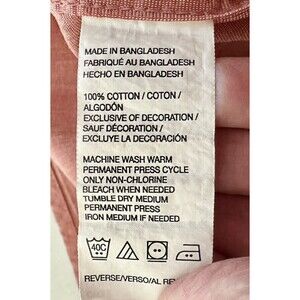 MADE IN BANGLADESH
FABRIQUÉ AU BANGLADESH
HECHO EN BANGLADESH
100% COTTON / COTON /
ALGODÓN
EXCLUSIVE OF DECORATION /
SAUF DÉCORATION /
EXCLUYE LA DECORACIÓN
MACHINE WASH WARM
PERMANENT PRESS CYCLE
ONLY NON-CHLORINE
BLEACH WHEN NEEDED
TUMBLE DRY MEDIUM
PERMANENT PRESS
IRON MEDIUM IF NEEDED
40C
REVERSE/VERSO/AL RE